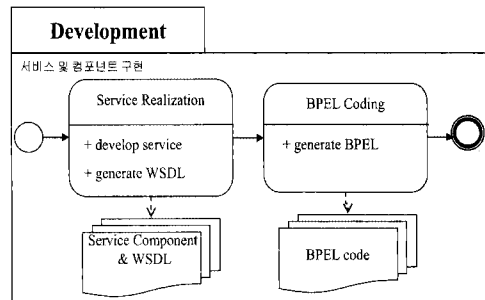 Development
서비스 및 컴포넌트 구현
Service Realization
+ develop service
+ generate WSDL
BPEL Coding
+ generate BPEL
Service Component
& WSDL
BPEL code